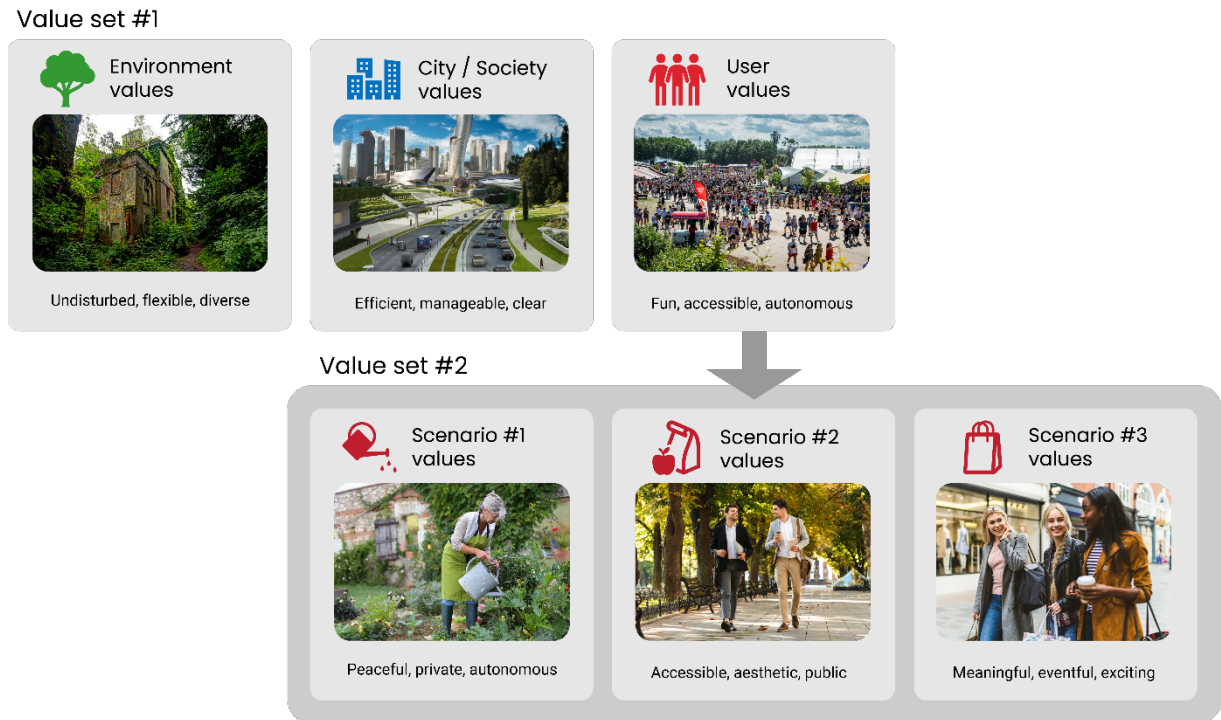 Value set #1
Environment
values
Undisturbed, flexible, diverse
City / Society
values
Efficient, manageable, clear
User
values
Fun, accessible, autonomous
Value set #2
Scenario #1
values
Peaceful, private, autonomous
Scenario #2
values
Accessible, aesthetic, public
Scenario #3
values
Meaningful, eventful, exciting